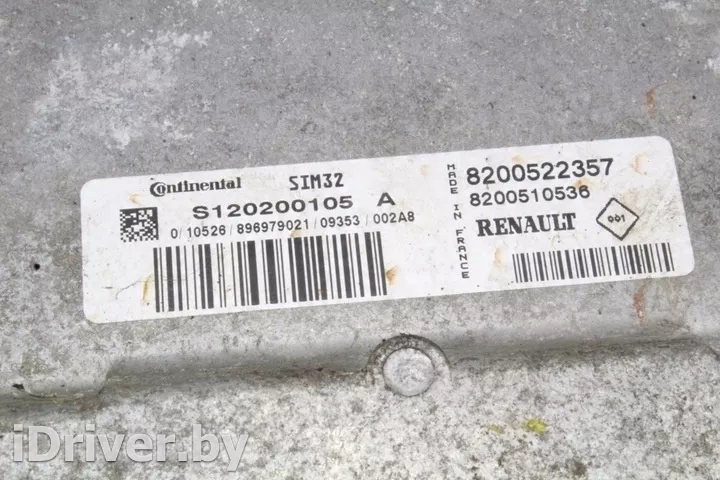 Continental SIM32
S120200105 A
0/10526/896979021/09353/002A8
MADE IN FRANCE
8200522357
8200510536
RENAULT 001
iDriver.by